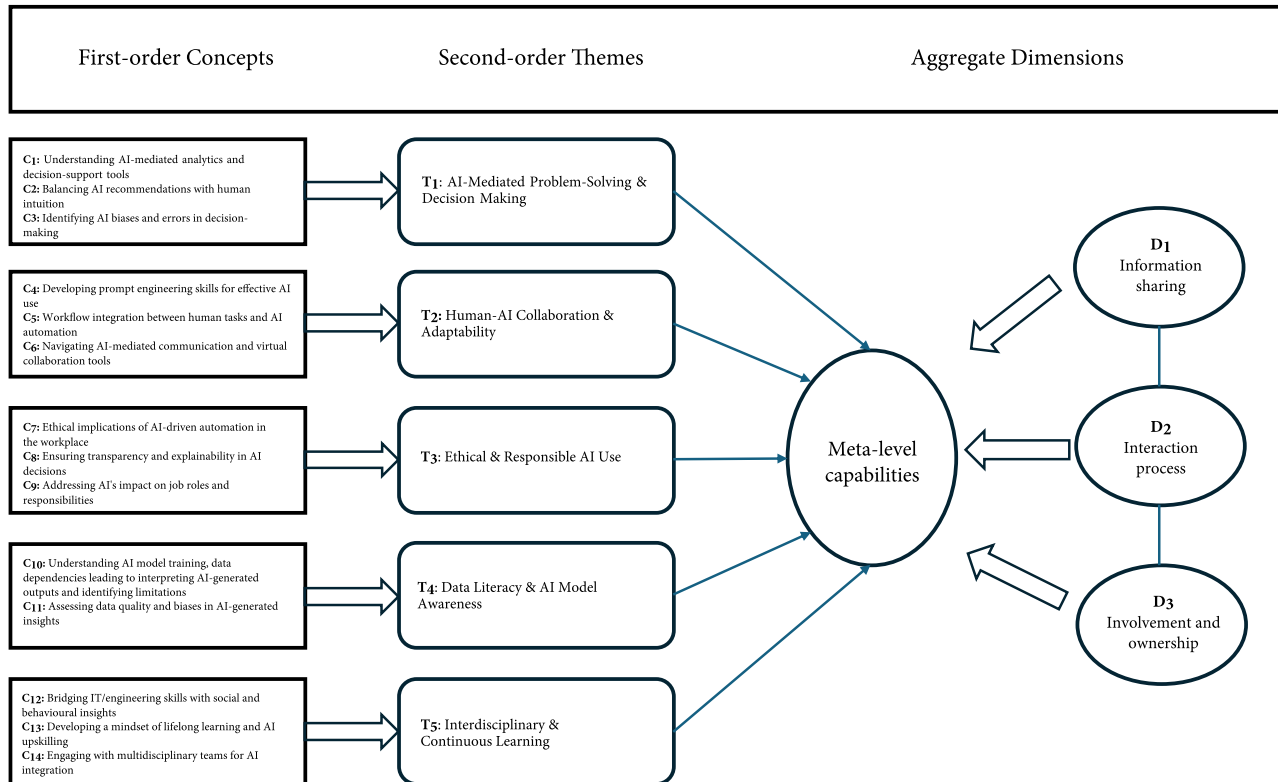 First-order Concepts
Second-order Themes
Aggregate Dimensions
C1: Understanding AI-mediated analytics and
decision-support tools
C2: Balancing AI recommendations with human
intuition
C3: Identifying AI biases and errors in decision-
making
T1: AI-Mediated Problem-Solving &
Decision Making
C4: Developing prompt engineering skills for effective AI
use
C5: Workflow integration between human tasks and AI
automation
C6: Navigating AI-mediated communication and virtual
collaboration tools
T2: Human-AI Collaboration &
Adaptability
C7: Ethical implications of AI-driven automation in
the workplace
C8: Ensuring transparency and explainability in AI
decisions
C9: Addressing AI's impact on job roles and
responsibilities
T3: Ethical & Responsible AI Use
C10: Understanding AI model training, data
dependencies leading to interpreting AI-generated
outputs and identifying limitations
C11: Assessing data quality and biases in AI-generated
insights
T4: Data Literacy & AI Model
Awareness
C12: Bridging IT/engineering skills with social and
behavioural insights
C13: Developing a mindset of lifelong learning and AI
upskilling
C14: Engaging with multidisciplinary teams for AI
integration
T5: Interdisciplinary &
Continuous Learning
Meta-level
capabilities
D1
Information
sharing
D2
Interaction
process
D3
Involvement and
ownership